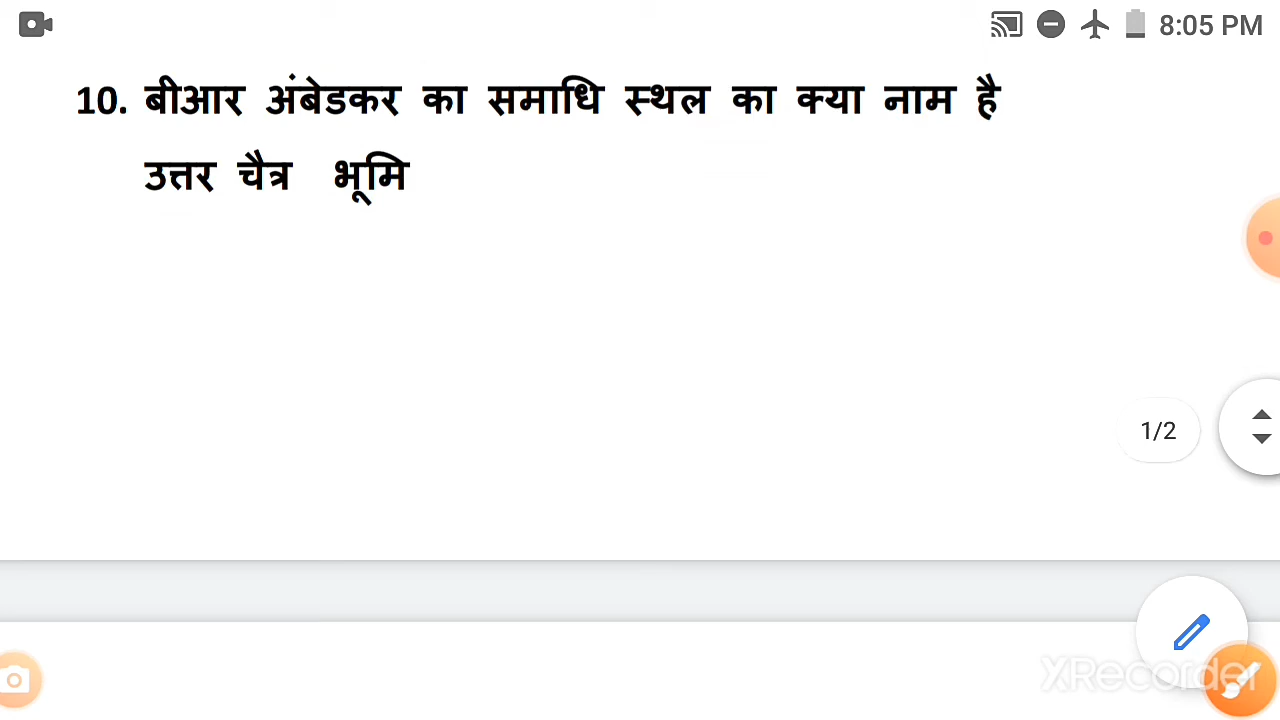 8:05 PM
10. बीआर अंबेडकर का समाधि स्थल का क्या नाम है
उत्तर चैत्र भूमि
1/2
XRecorder